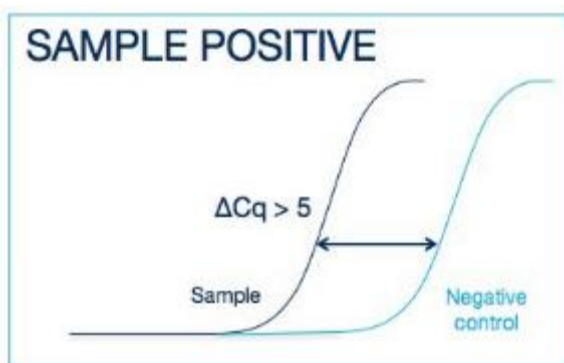 SAMPLE POSITIVE
ΔCq > 5
Sample
Negative
control